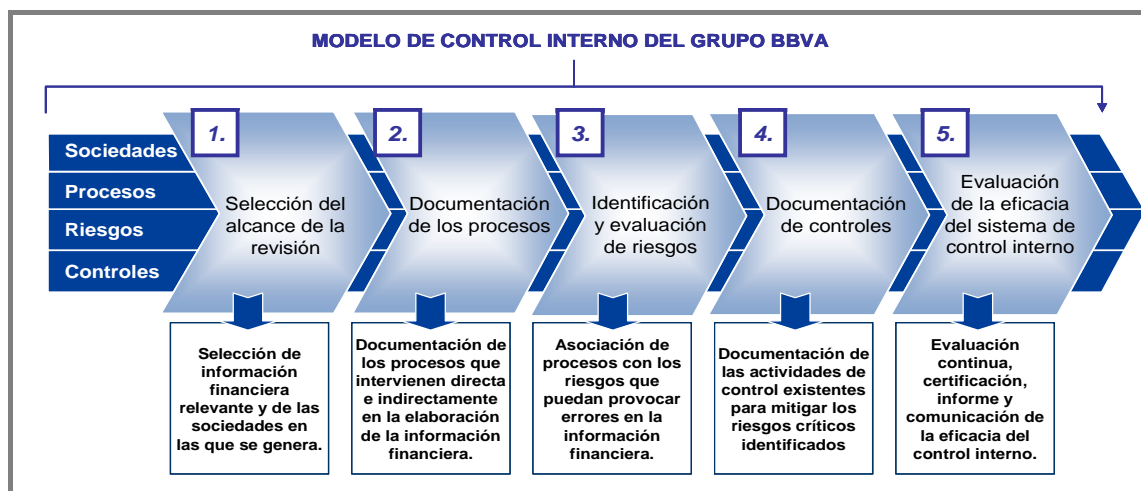 MODELO DE CONTROL INTERNO DEL GRUPO BBVA
Sociedades
Procesos
Riesgos
Controles
1.
Selección del
alcance de la
revisión
2.
Documentación
de los procesos
3.
Identificación
y evaluación
de riesgos
4.
Documentación
de controles
5.
Evaluación
de la eficacia
del sistema de
control interno
Selección de
información
financiera
relevante y de las
sociedades en
las que se genera.
Documentación de
los procesos que
intervienen directa
e indirectamente
en la elaboración
de la información
financiera.
Asociación de
procesos con los
riesgos que
puedan provocar
errores en la
información
financiera.
Documentación de
las actividades de
control existentes
para mitigar los
riesgos críticos
identificados
Evaluación
continua,
certificación,
informe y
comunicación de
la eficacia del
control interno.